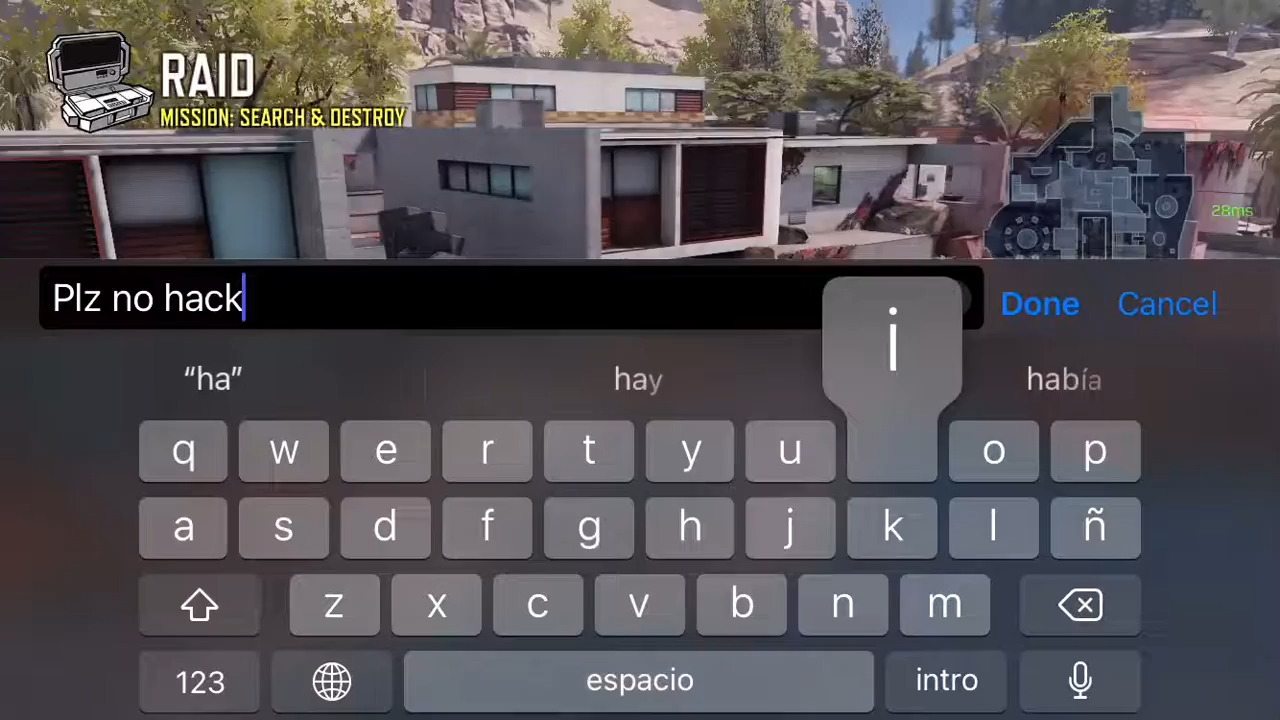 RAID
MISSION: SEARCH & DESTROY
28ms
Plz no hack
Done Cancel
“ha” hay había
i
q w e r t y u o p
a s d f g h j k l ñ
z x c v b n m
123 espacio intro